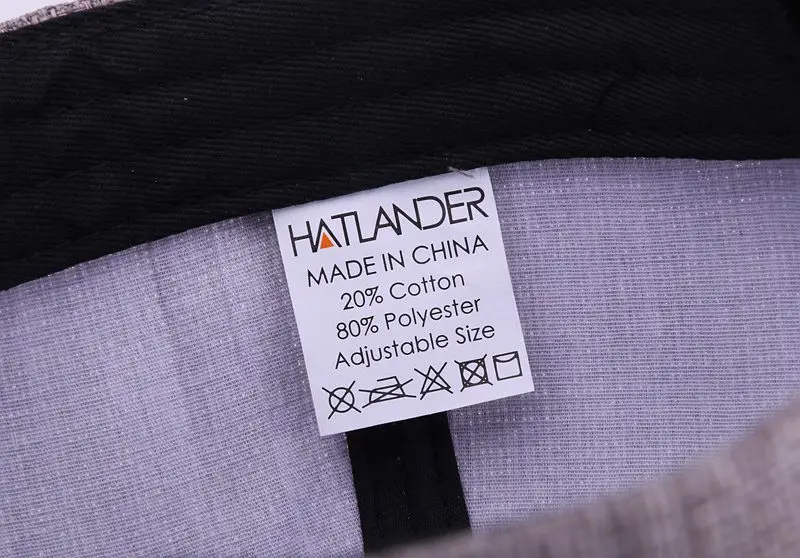 HATLANDER
MADE IN CHINA
20% Cotton
80% Polyester
Adjustable Size